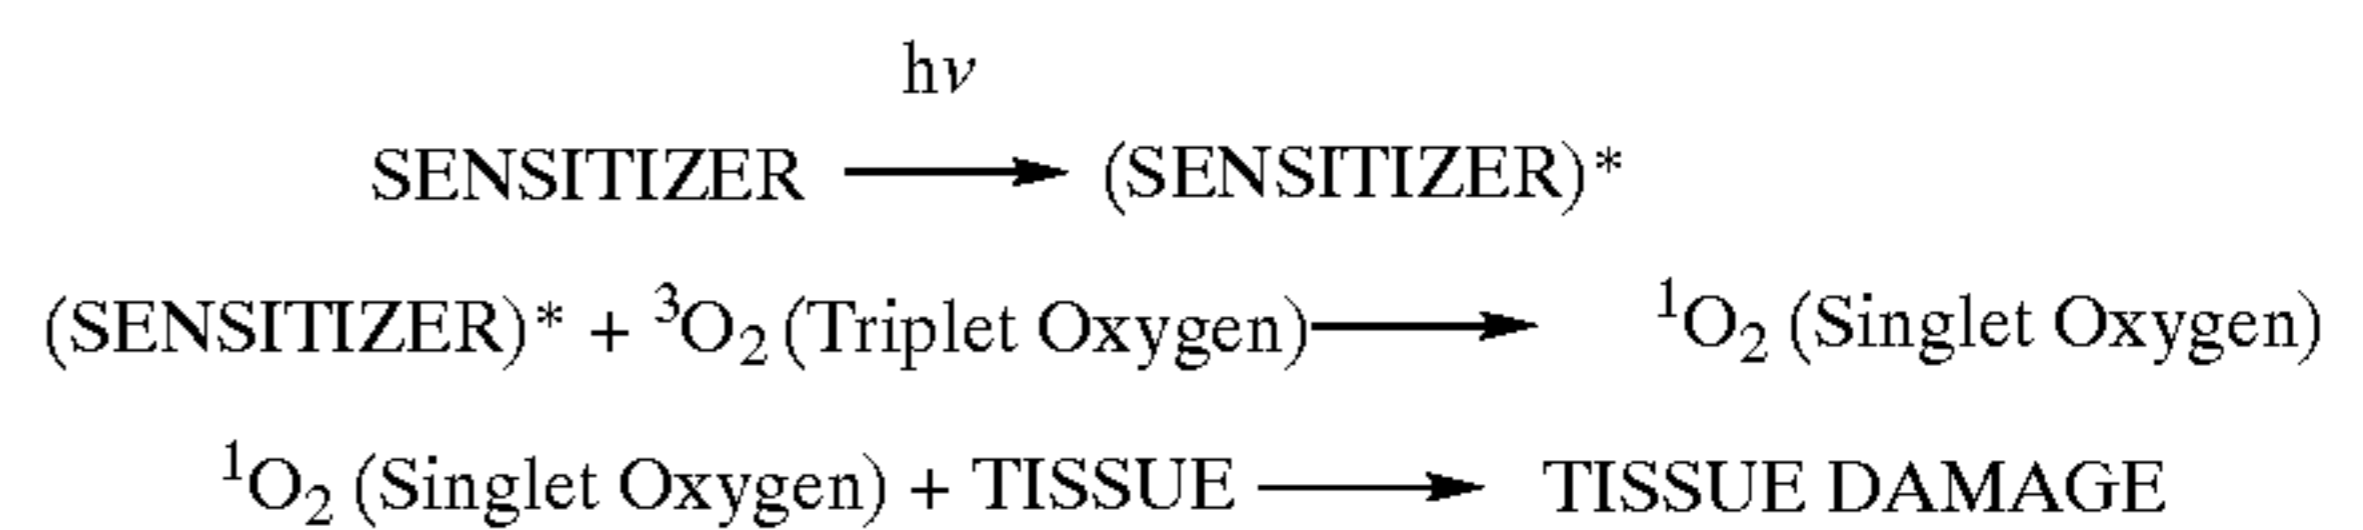 hν
SENSITIZER ⟶ (SENSITIZER)*
(SENSITIZER)* + ³O₂ (Triplet Oxygen) ⟶ ¹O₂ (Singlet Oxygen)
¹O₂ (Singlet Oxygen) + TISSUE ⟶ TISSUE DAMAGE